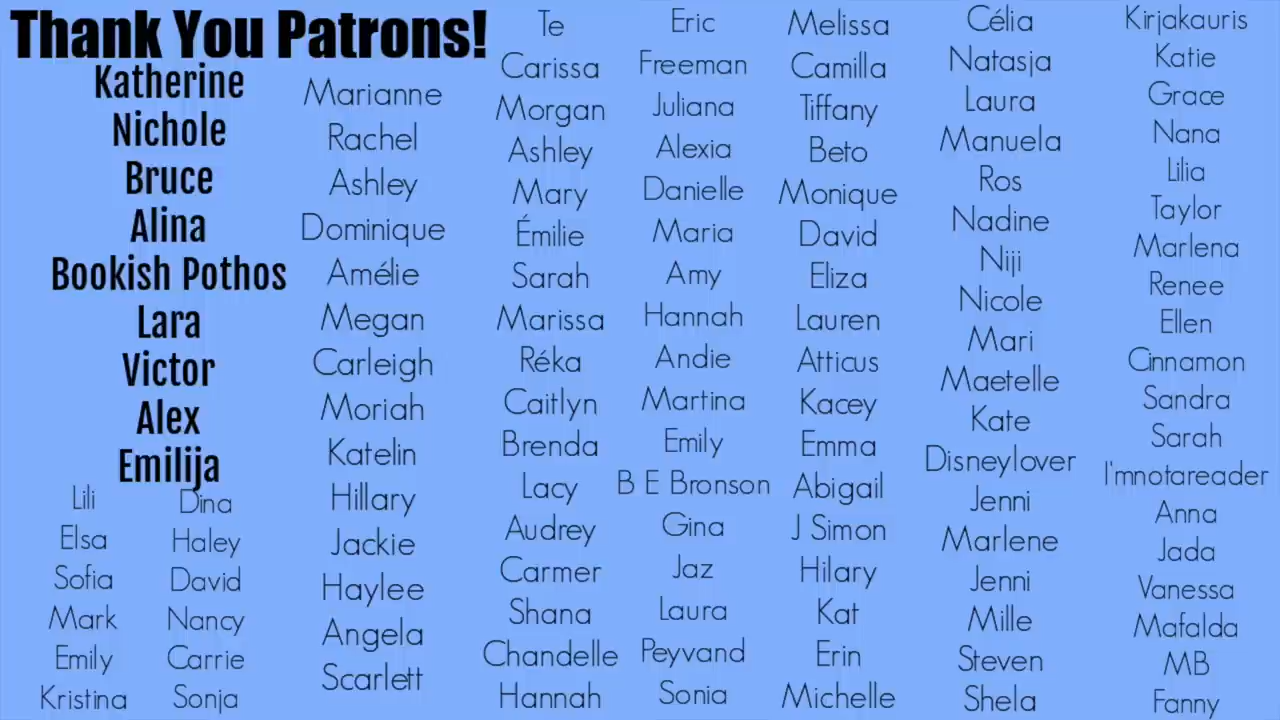 Thank You Patrons!
Katherine
Nichole
Bruce
Alina
Bookish Pothos
Lara
Victor
Alex
Emilija
Lili
Elsa
Sofia
Mark
Emily
Kristina
Dina
Haley
David
Nancy
Carrie
Sonja
Marianne
Rachel
Ashley
Dominique
Amélie
Megan
Carleigh
Moriah
Katelin
Hillary
Jackie
Haylee
Angela
Scarlett
Te
Carissa
Morgan
Ashley
Mary
Émilie
Sarah
Marissa
Réka
Caitlyn
Brenda
Lacy
Audrey
Carmer
Shana
Chandelle
Hannah
Eric
Freeman
Juliana
Alexia
Danielle
Maria
Amy
Hannah
Andie
Martina
Emily
B E Bronson
Gina
Jaz
Laura
Peyvand
Sonia
Melissa
Camilla
Tiffany
Beto
Monique
David
Eliza
Lauren
Atticus
Kacey
Emma
Abigail
J Simon
Hilary
Kat
Erin
Michelle
Célia
Natasja
Laura
Manuela
Ros
Nadine
Niji
Nicole
Mari
Maetelle
Kate
Disneylover
Jenni
Marlene
Jenni
Mille
Steven
Shela
Kirjakauris
Katie
Grace
Nana
Lilia
Taylor
Marlena
Renee
Ellen
Cinnamon
Sandra
Sarah
I'mnotareader
Anna
Jada
Vanessa
Mafalda
MB
Fanny